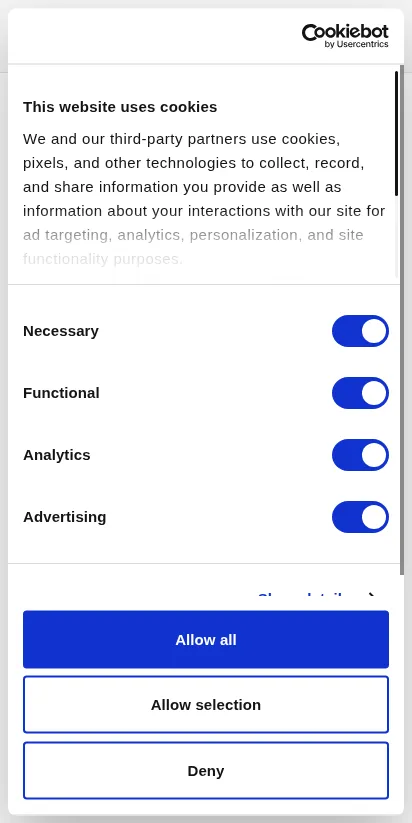 Cookiebot
by Usercentrics
This website uses cookies
We and our third-party partners use cookies,
pixels, and other technologies to collect, record,
and share information you provide as well as
information about your interactions with our site for
ad targeting, analytics, personalization, and site
functionality purposes.
Necessary
Functional
Analytics
Advertising
Show details
Allow all
Allow selection
Deny